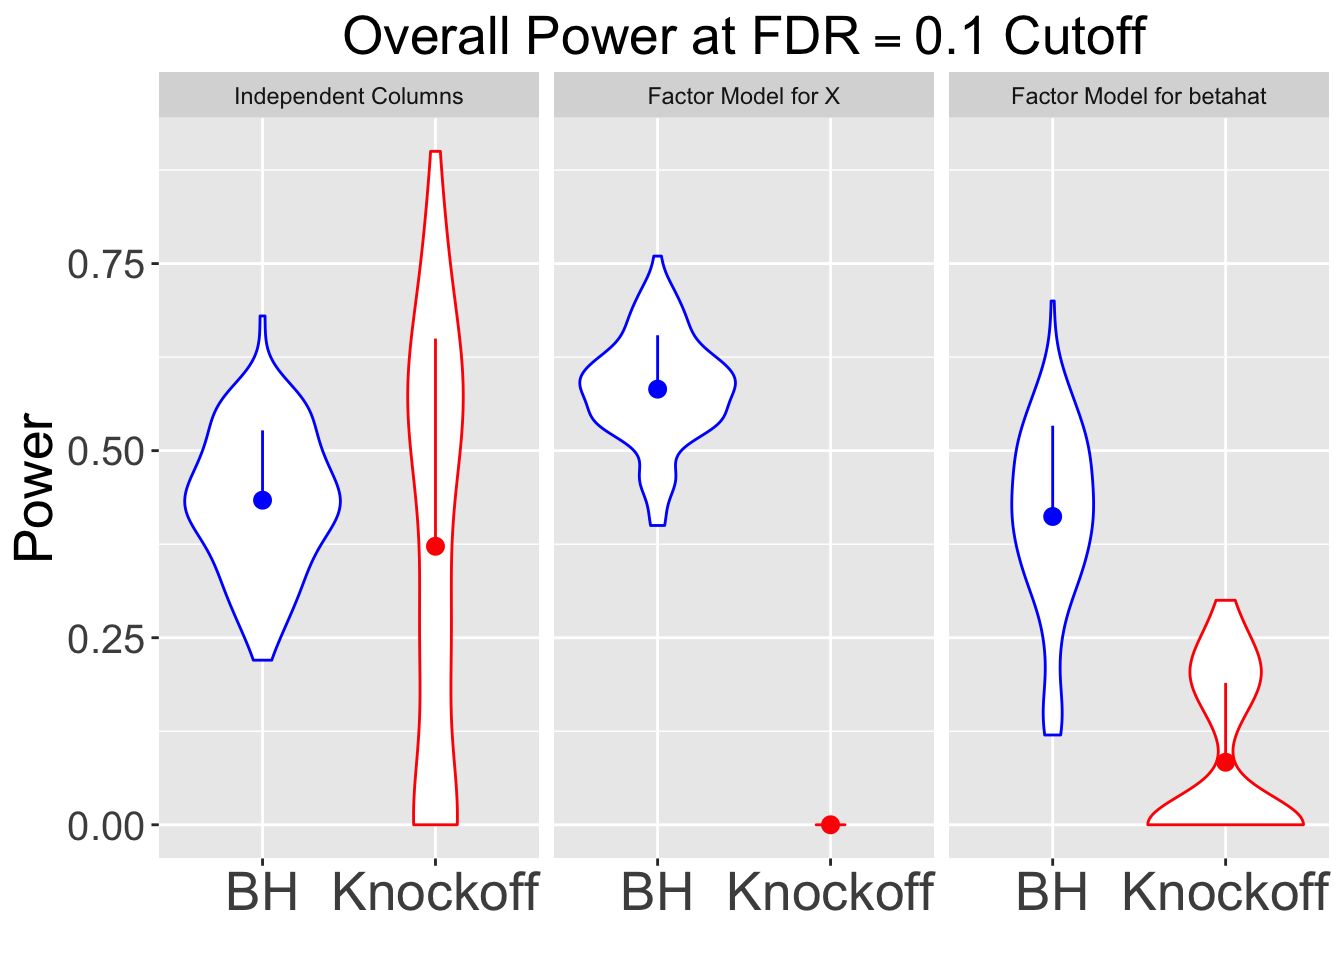 Overall Power at FDR = 0.1 Cutoff
Independent Columns
Factor Model for X
Factor Model for betahat
Power
0.75
0.50
0.25
0.00
BH
Knockoff
BH
Knockoff
BH
Knockoff